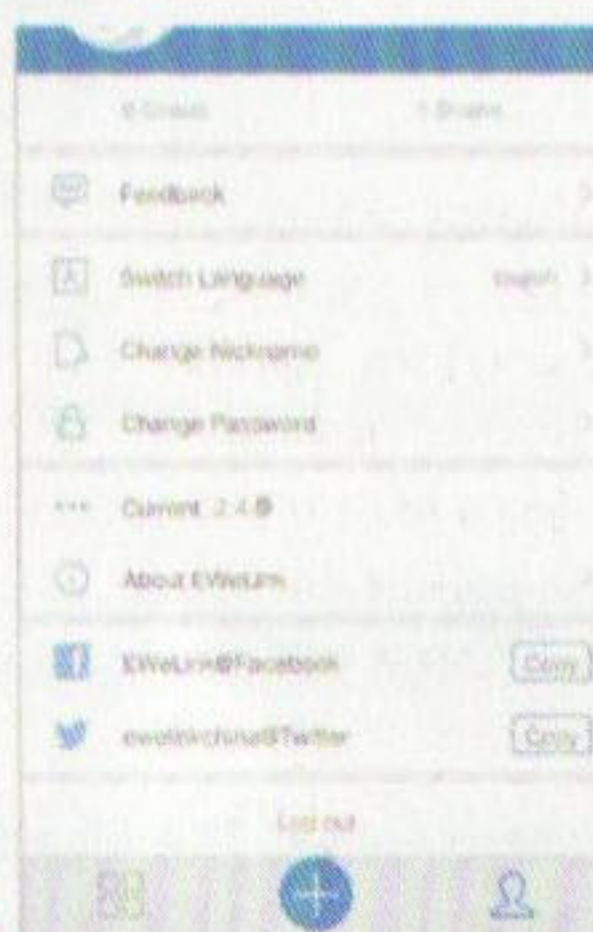 Feedback
Switch Language English
Change Nickname
Change Password
Current 2.4.
About EWeLink
EWeLink@Facebook Copy
ewelinkchina@Twitter Copy
Log out